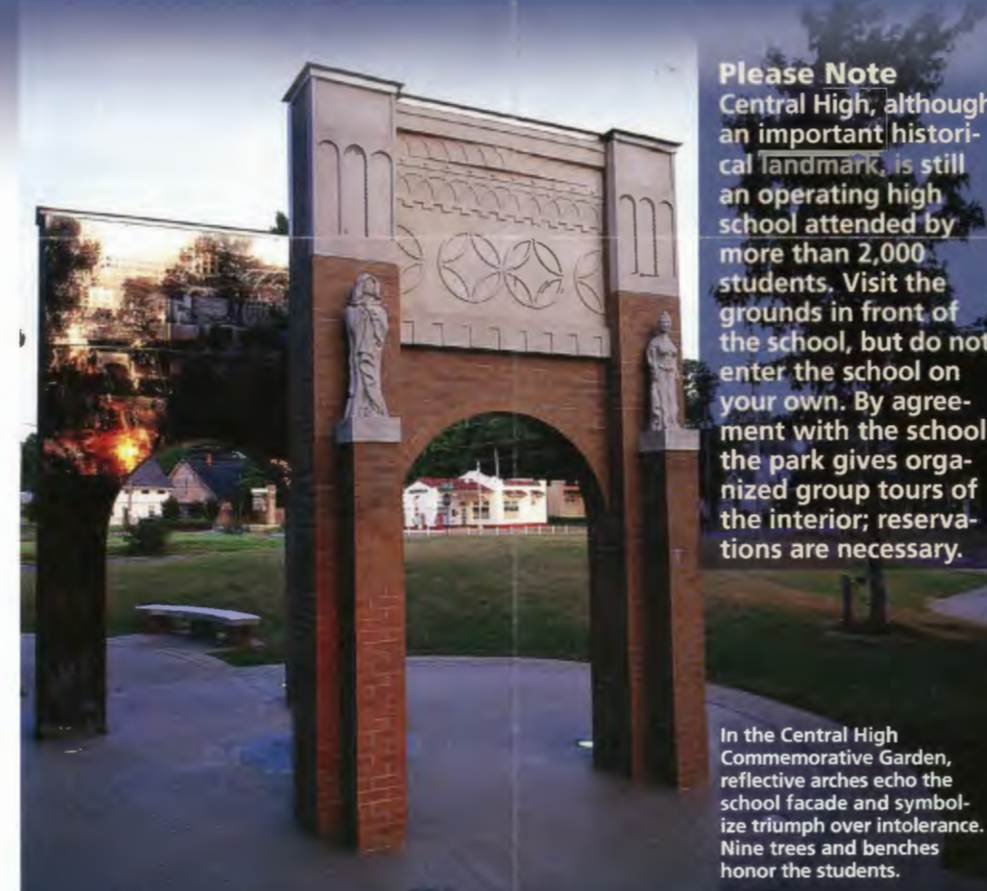 Please Note
Central High, although
an important histori-
cal landmark, is still
an operating high
school attended by
more than 2,000
students. Visit the
grounds in front of
the school, but do not
enter the school on
your own. By agree-
ment with the school
the park gives orga-
nized group tours of
the interior; reserva-
tions are necessary.
In the Central High
Commemorative Garden,
reflective arches echo the
school facade and symbol-
ize triumph over intolerance.
Nine trees and benches
honor the students.